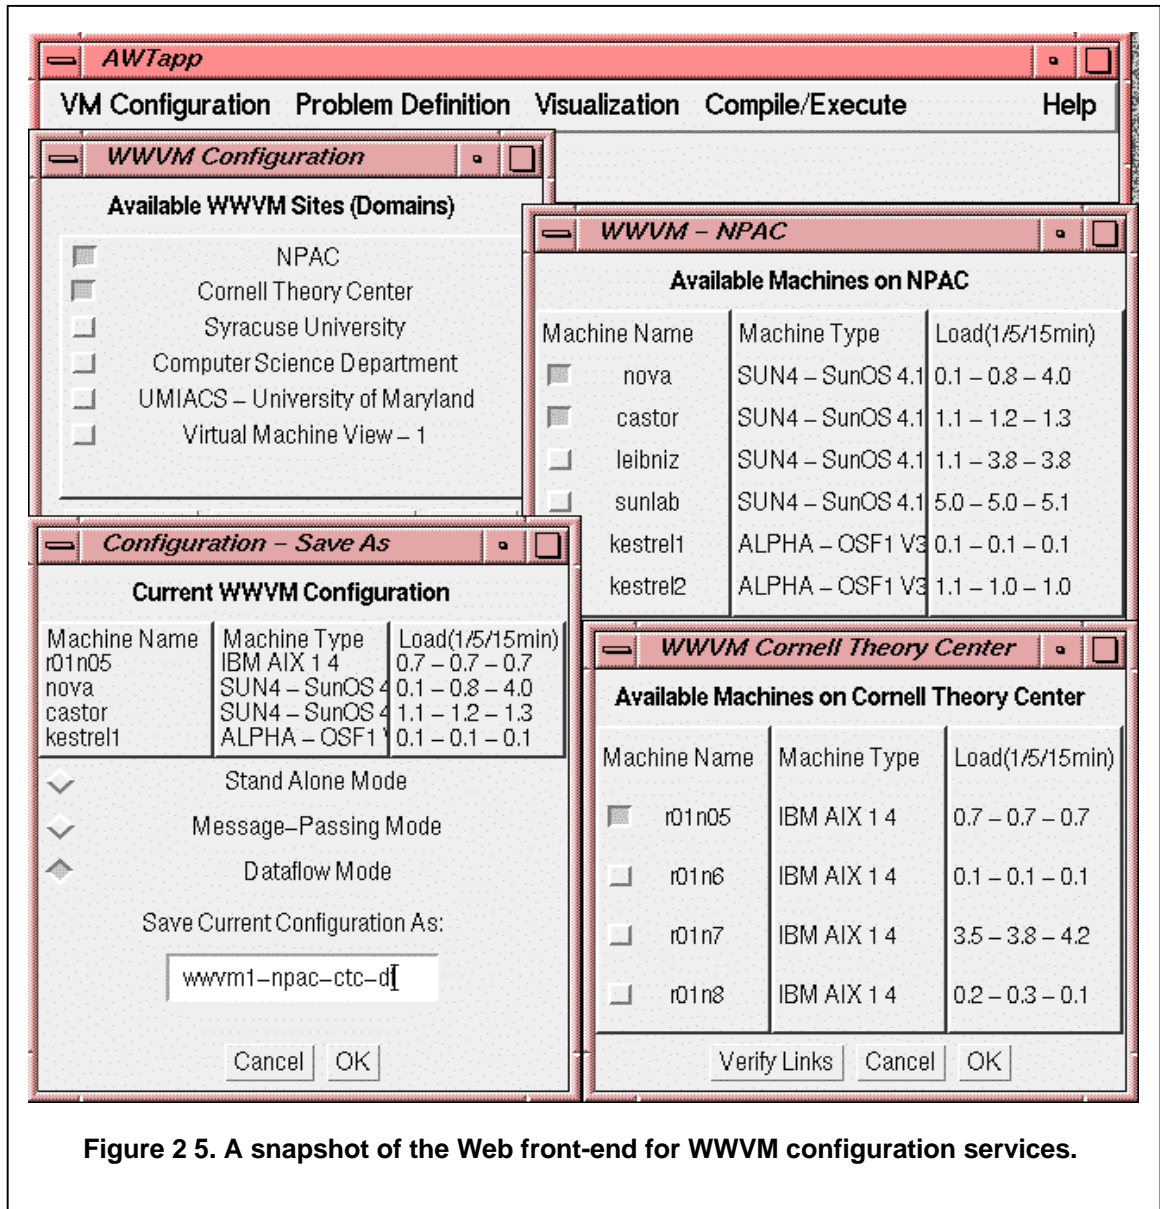 AWTapp
VM Configuration Problem Definition Visualization Compile/Execute Help
WWVM Configuration
Available WWVM Sites (Domains)
NPAC
Cornell Theory Center
Syracuse University
Computer Science Department
UMIACS – University of Maryland
Virtual Machine View – 1
WWVM – NPAC
Available Machines on NPAC
Machine Name Machine Type Load(1/5/15min)
nova SUN4 – SunOS 4.1 0.1 – 0.8 – 4.0
castor SUN4 – SunOS 4.1 1.1 – 1.2 – 1.3
leibniz SUN4 – SunOS 4.1 1.1 – 3.8 – 3.8
sunlab SUN4 – SunOS 4.1 5.0 – 5.0 – 5.1
kestrel1 ALPHA – OSF1 V3 0.1 – 0.1 – 0.1
kestrel2 ALPHA – OSF1 V3 1.1 – 1.0 – 1.0
Configuration – Save As
Current WWVM Configuration
Machine Name Machine Type Load(1/5/15min)
r01n05 IBM AIX 1 4 0.7 – 0.7 – 0.7
nova SUN4 – SunOS 4 0.1 – 0.8 – 4.0
castor SUN4 – SunOS 4 1.1 – 1.2 – 1.3
kestrel1 ALPHA – OSF1 0.1 – 0.1 – 0.1
Stand Alone Mode
Message–Passing Mode
Dataflow Mode
Save Current Configuration As:
wwvm1–npac–ctc–df
Cancel OK
WWVM Cornell Theory Center
Available Machines on Cornell Theory Center
Machine Name Machine Type Load(1/5/15min)
r01n05 IBM AIX 1 4 0.7 – 0.7 – 0.7
r01n6 IBM AIX 1 4 0.1 – 0.1 – 0.1
r01n7 IBM AIX 1 4 3.5 – 3.8 – 4.2
r01n8 IBM AIX 1 4 0.2 – 0.3 – 0.1
Verify Links Cancel OK
Figure 2 5. A snapshot of the Web front-end for WWVM configuration services.